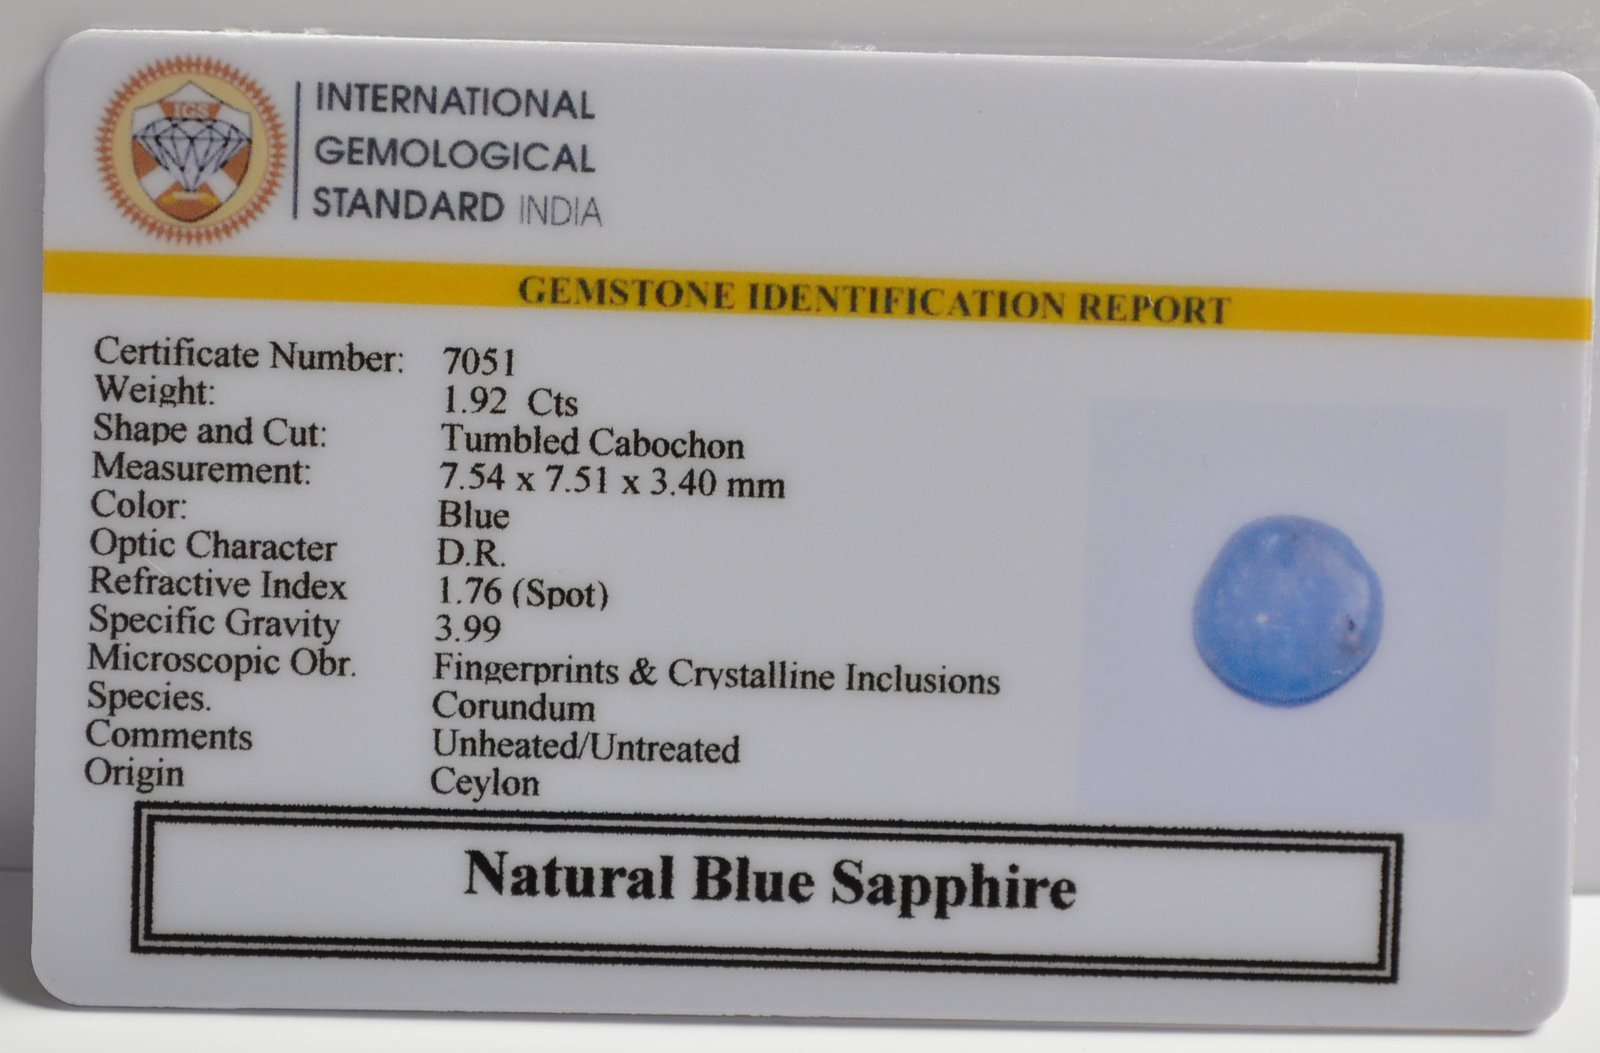 IGS
INTERNATIONAL
GEMOLOGICAL
STANDARD INDIA
GEMSTONE IDENTIFICATION REPORT
Certificate Number: 7051
Weight: 1.92 Cts
Shape and Cut: Tumbled Cabochon
Measurement: 7.54 x 7.51 x 3.40 mm
Color: Blue
Optic Character D.R.
Refractive Index 1.76 (Spot)
Specific Gravity 3.99
Microscopic Obr. Fingerprints & Crystalline Inclusions
Species. Corundum
Comments Unheated/Untreated
Origin Ceylon
Natural Blue Sapphire